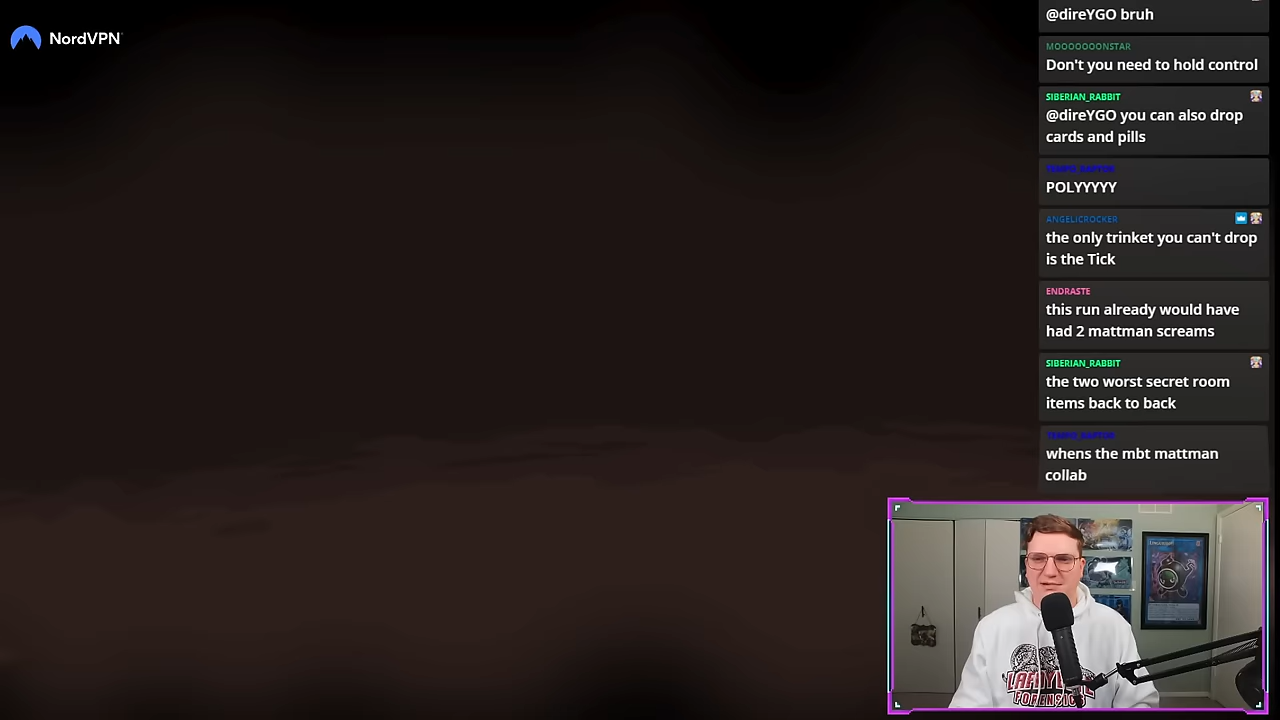 NordVPN
@direYGO bruh
MOOOOOOONSTAR
Don't you need to hold control
SIBERIAN_RABBIT
@direYGO you can also drop
cards and pills
POLYYYYY
ANGELICROCKER
the only trinket you can't drop
is the Tick
ENDRASTE
this run already would have
had 2 mattman screams
SIBERIAN_RABBIT
the two worst secret room
items back to back
whens the mbt mattman
collab
FORENSICS